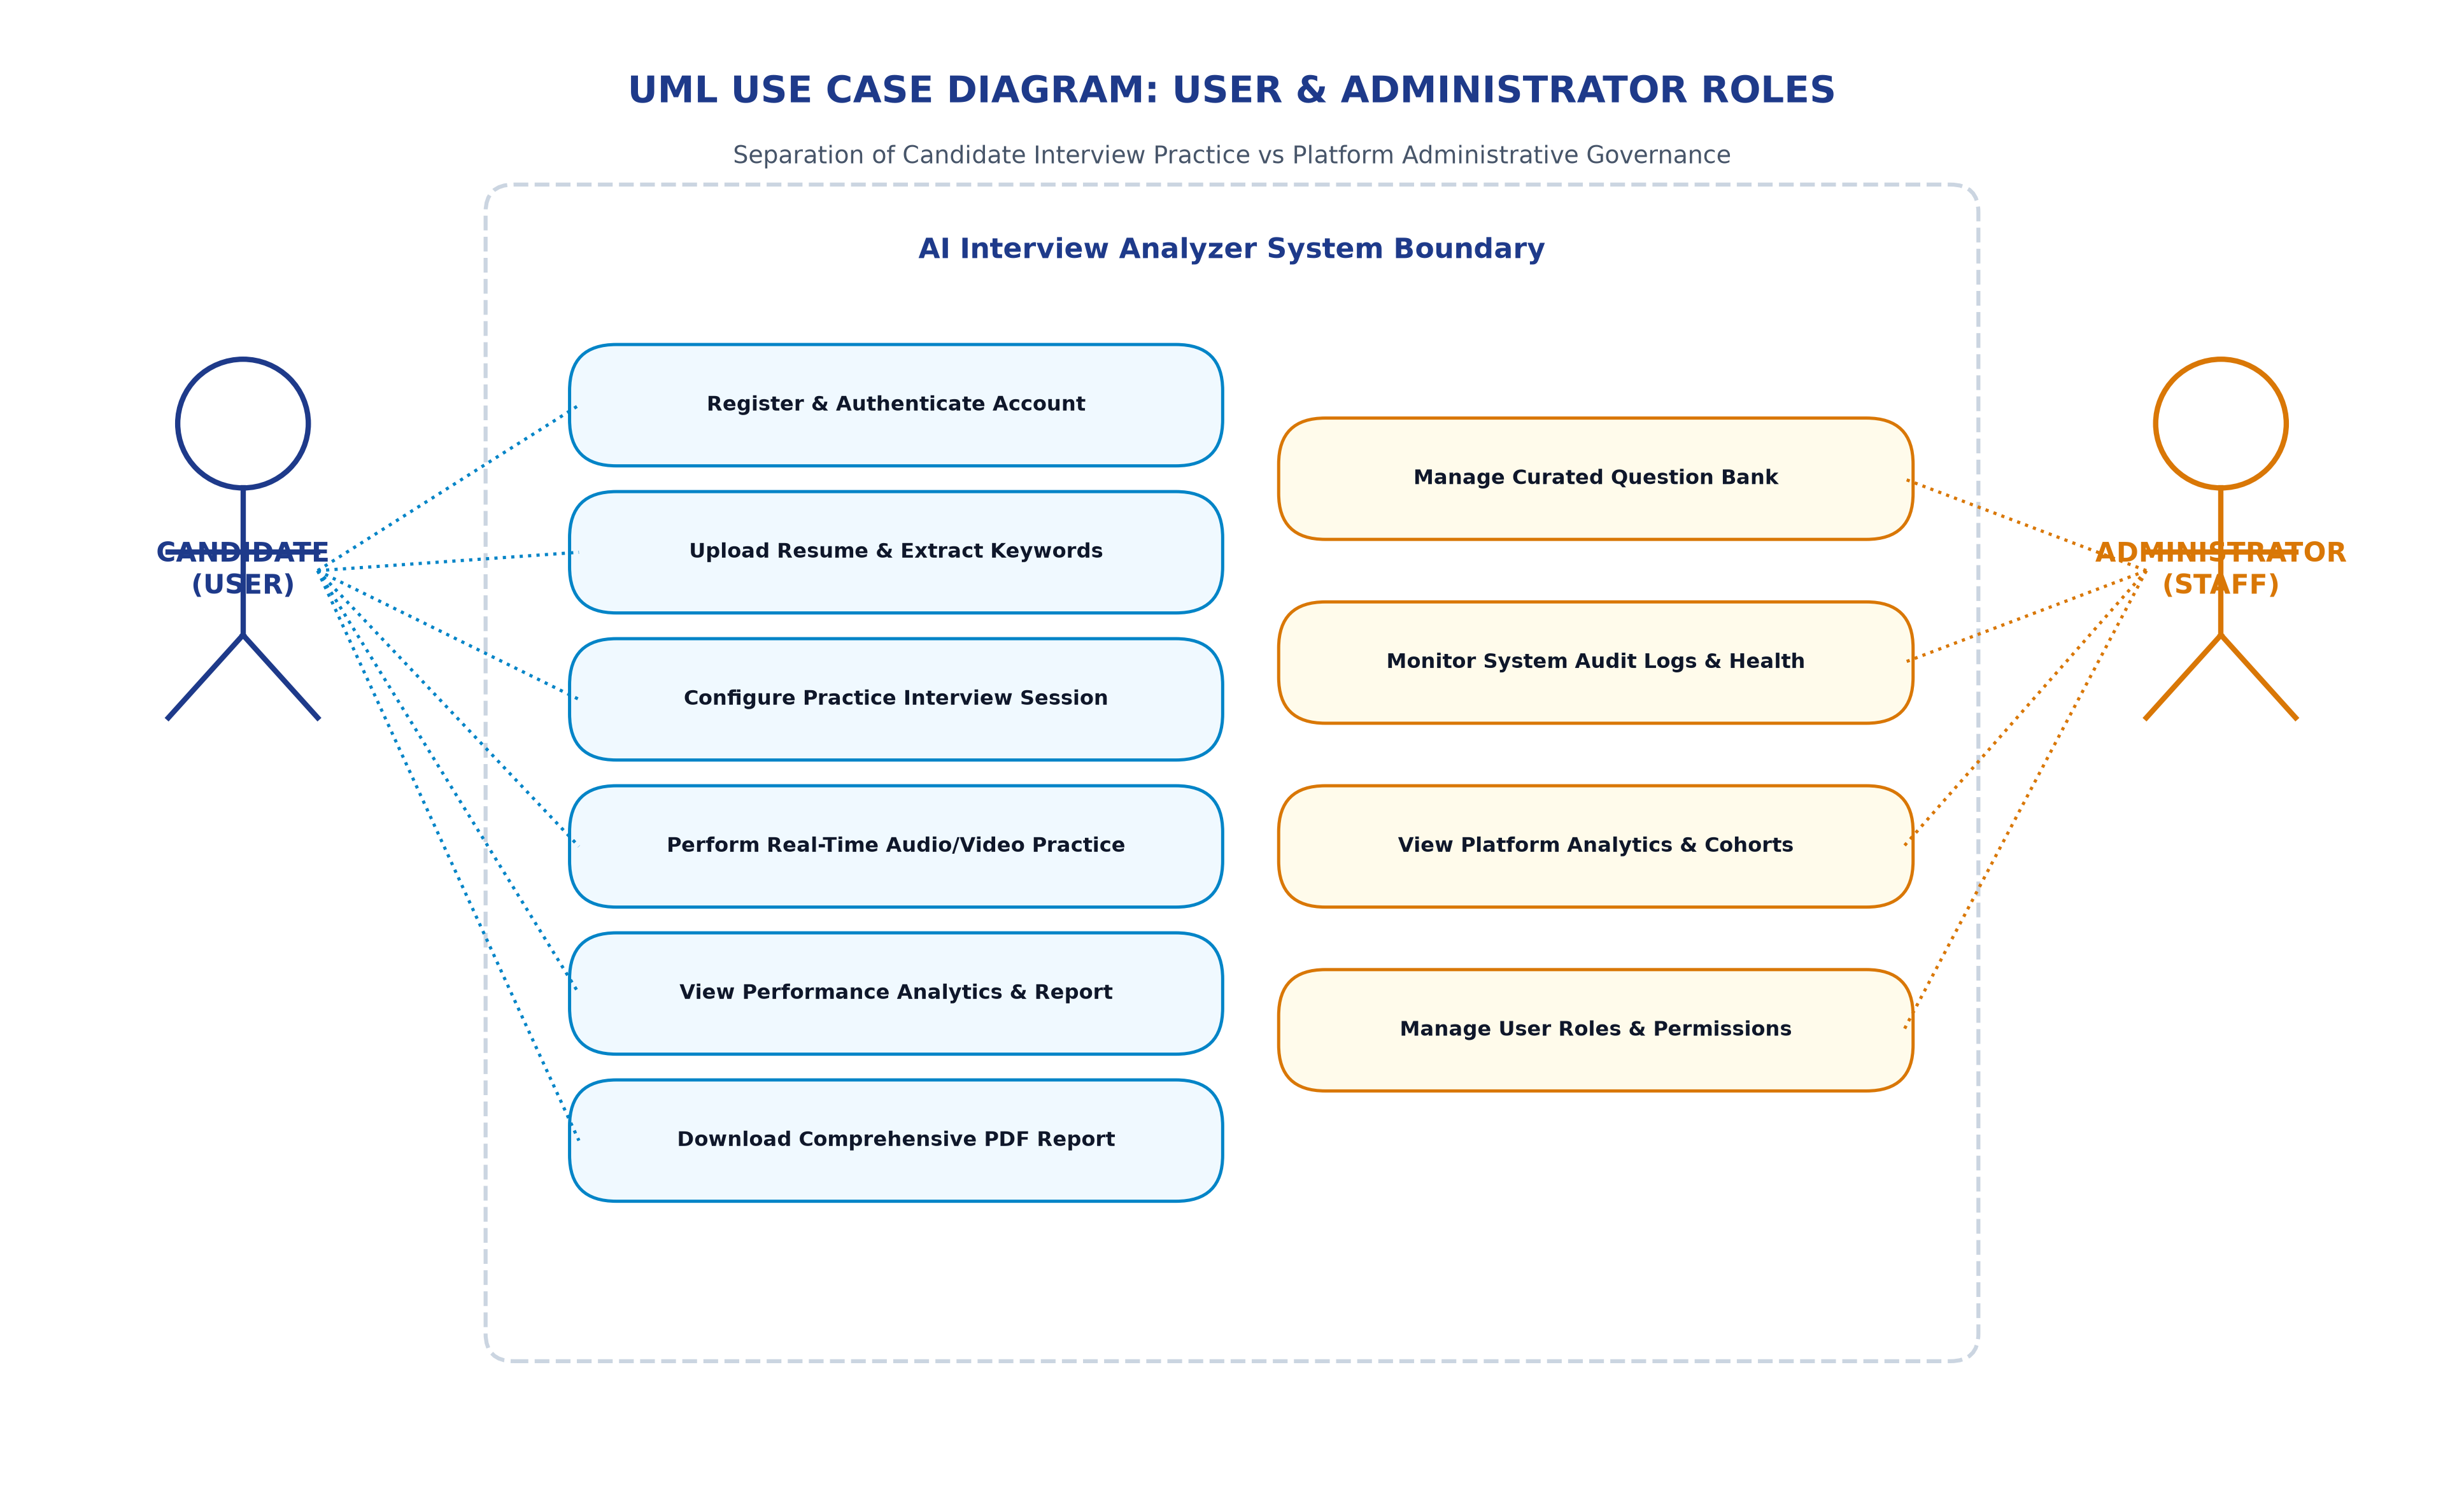 UML USE CASE DIAGRAM: USER & ADMINISTRATOR ROLES
Separation of Candidate Interview Practice vs Platform Administrative Governance
AI Interview Analyzer System Boundary
CANDIDATE
(USER)
Register & Authenticate Account
Upload Resume & Extract Keywords
Configure Practice Interview Session
Perform Real-Time Audio/Video Practice
View Performance Analytics & Report
Download Comprehensive PDF Report
Manage Curated Question Bank
Monitor System Audit Logs & Health
View Platform Analytics & Cohorts
Manage User Roles & Permissions
ADMINISTRATOR
(STAFF)